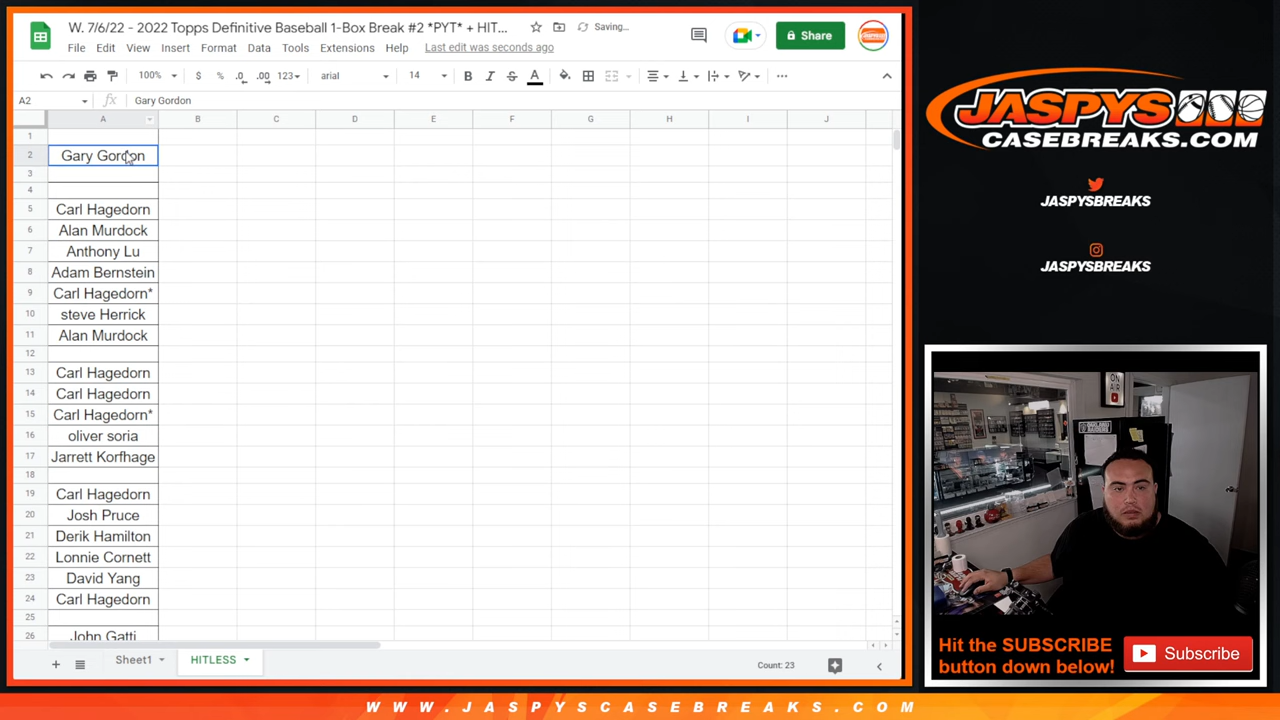 W. 7/6/22 - 2022 Topps Definitive Baseball 1-Box Break #2 *PYT* + HIT...
Saving...
File Edit View Insert Format Data Tools Extensions Help Last edit was seconds ago
Share
100% $ % .0 .00 123 arial 14 B I S A
A2 fx Gary Gordon
A B C D E F G H I J
1
2 Gary Gordon
3
4
5 Carl Hagedorn
6 Alan Murdock
7 Anthony Lu
8 Adam Bernstein
9 Carl Hagedorn*
10 steve Herrick
11 Alan Murdock
12
13 Carl Hagedorn
14 Carl Hagedorn
15 Carl Hagedorn*
16 oliver soria
17 Jarrett Korfhage
18
19 Carl Hagedorn
20 Josh Pruce
21 Derik Hamilton
22 Lonnie Cornett
23 David Yang
24 Carl Hagedorn
25
26 John Gatti
Sheet1 HITLESS Count: 23
JASPYS
CASEBREAKS.COM
JASPYSBREAKS
JASPYSBREAKS
ON
AIR
Hit the SUBSCRIBE
button down below!
Subscribe
WWW.JASPYSCASEBREAKS.COM